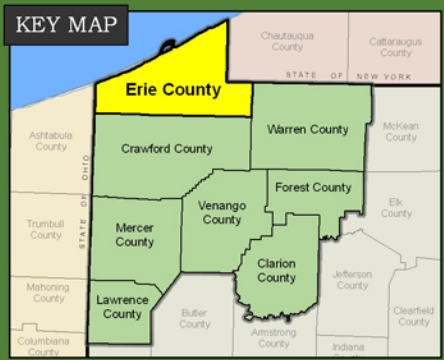 KEY MAP
Chautauqua
County
Cattaraugus
County
STATE OF NEW YORK
Erie County
Warren County
McKean
County
Ashtabula
County
Crawford County
STATE OF OHIO
Forest County
Elk
County
Venango
County
Trumbull
County
Mercer
County
Clarion
County
Jefferson
County
Mahoning
County
Lawrence
County
Butler
County
Clearfield
County
Armstrong
County
Columbiana
County
Indiana
County